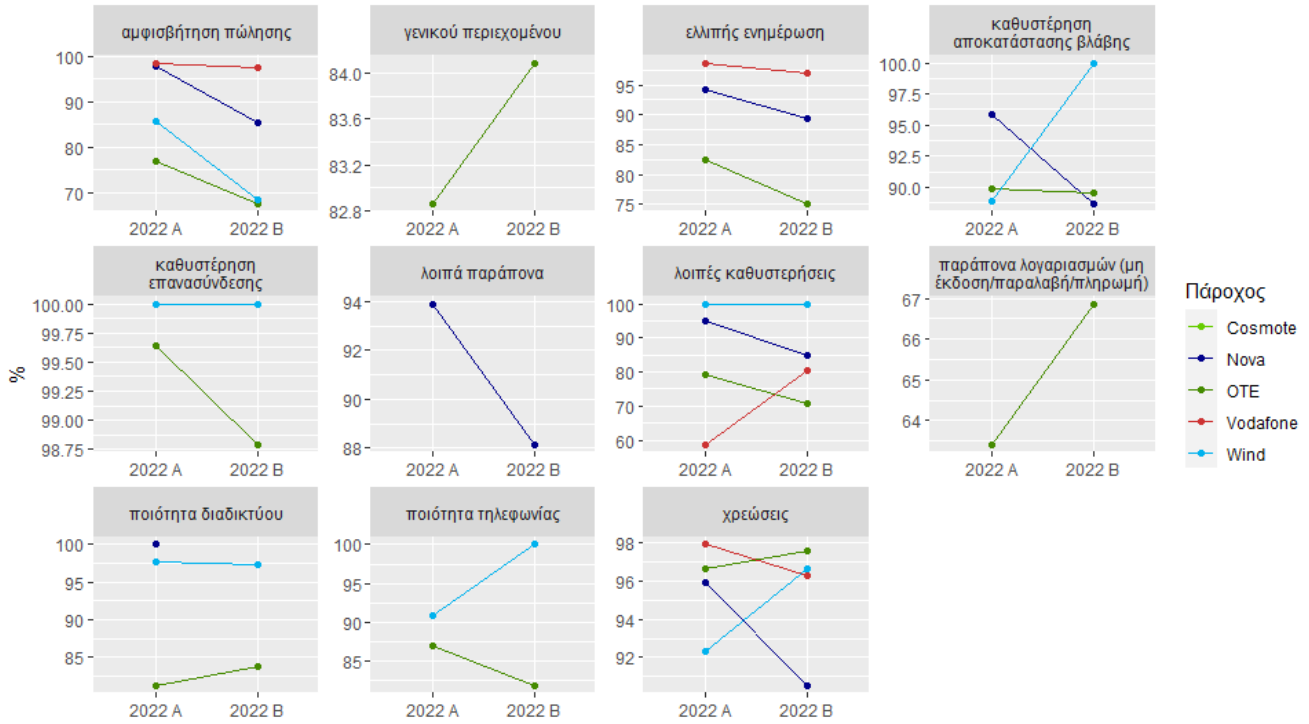 αμφισβήτηση πώλησης
100
90
80
70
2022 A
2022 B
γενικού περιεχομένου
84.0
83.6
83.2
82.8
2022 A
2022 B
ελλιπής ενημέρωση
95
90
85
80
75
2022 A
2022 B
καθυστέρηση
αποκατάστασης βλάβης
100.0
97.5
95.0
92.5
90.0
2022 A
2022 B
%
καθυστέρηση
επανασύνδεσης
100.00
99.75
99.50
99.25
99.00
98.75
2022 A
2022 B
λοιπά παράπονα
94
92
90
88
2022 A
2022 B
λοιπές καθυστερήσεις
100
90
80
70
60
2022 A
2022 B
παράπονα λογαριασμών (μη
έκδοση/παραλαβή/πληρωμή)
67
66
65
64
2022 A
2022 B
ποιότητα διαδικτύου
100
95
90
85
2022 A
2022 B
ποιότητα τηλεφωνίας
100
95
90
85
2022 A
2022 B
χρεώσεις
98
96
94
92
2022 A
2022 B
Πάροχος
Cosmote
Nova
OTE
Vodafone
Wind